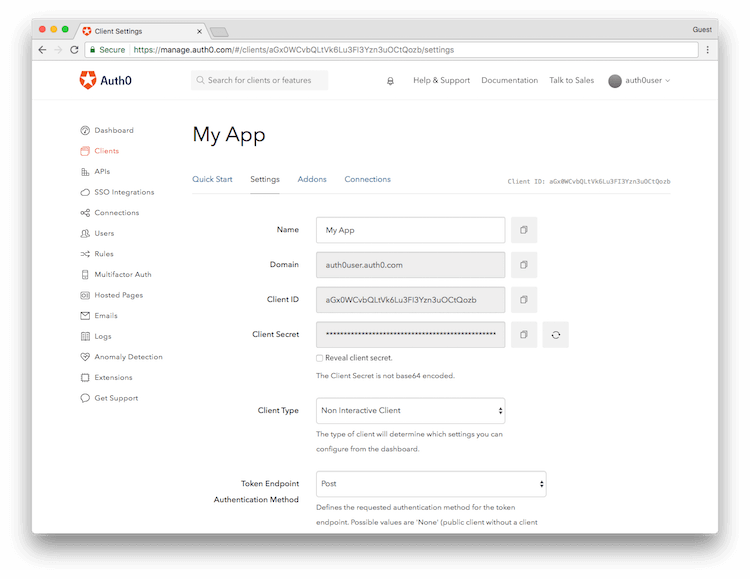 Client Settings
Guest
Secure https://manage.auth0.com/#/clients/aGx0WCvbQLtVk6Lu3FI3Yzn3uOCtQozb/settings
Auth0
Search for clients or features
Help & Support Documentation Talk to Sales auth0user
Dashboard
Clients
APIs
SSO Integrations
Connections
Users
Rules
Multifactor Auth
Hosted Pages
Emails
Logs
Anomaly Detection
Extensions
Get Support
My App
Quick Start Settings Addons Connections
Client ID: aGx0WCvbQLtVk6Lu3FI3Yzn3uOCtQozb
Name My App
Domain auth0user.auth0.com
Client ID aGx0WCvbQLtVk6Lu3FI3Yzn3uOCtQozb
Client Secret ************************************************
Reveal client secret.
The Client Secret is not base64 encoded.
Client Type Non Interactive Client
The type of client will determine which settings you can
configure from the dashboard.
Token Endpoint
Authentication Method
Post
Defines the requested authentication method for the token
endpoint. Possible values are 'None' (public client without a client